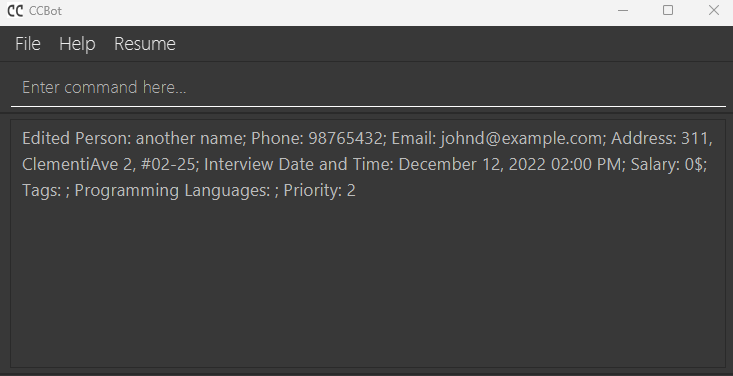 CCBot
File Help Resume
Enter command here...
Edited Person: another name; Phone: 98765432; Email: johnd@example.com; Address: 311,
ClementiAve 2, #02-25; Interview Date and Time: December 12, 2022 02:00 PM; Salary: 0$;
Tags: ; Programming Languages: ; Priority: 2